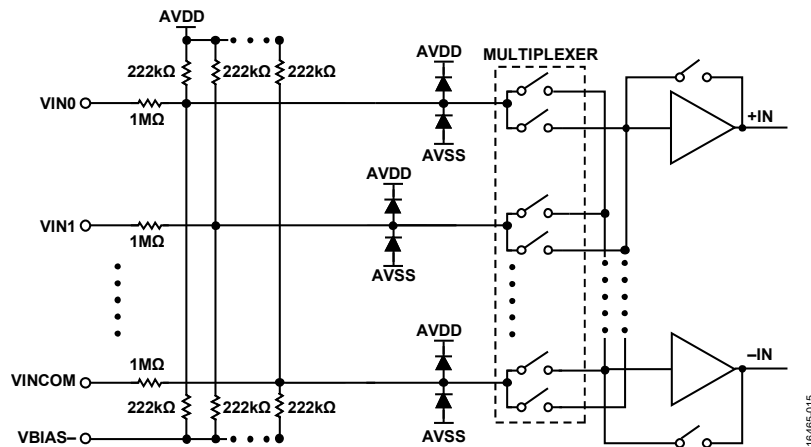 AVDD
222kΩ 222kΩ 222kΩ
AVDD
MULTIPLEXER
VIN0
1MΩ
+IN
AVSS
AVDD
VIN1
1MΩ
AVSS
AVDD
1MΩ
–IN
VINCOM
222kΩ 222kΩ 222kΩ
AVSS
VBIAS–